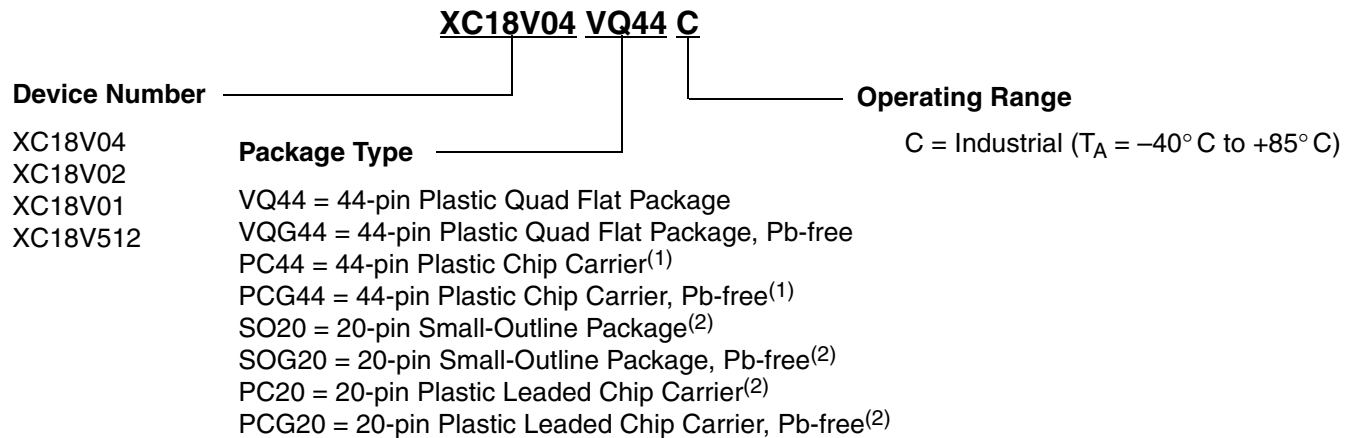 XC18V04 VQ44 C
Device Number
XC18V04
XC18V02
XC18V01
XC18V512
Package Type
VQ44 = 44-pin Plastic Quad Flat Package
VQG44 = 44-pin Plastic Quad Flat Package, Pb-free
PC44 = 44-pin Plastic Chip Carrier(1)
PCG44 = 44-pin Plastic Chip Carrier, Pb-free(1)
SO20 = 20-pin Small-Outline Package(2)
SOG20 = 20-pin Small-Outline Package, Pb-free(2)
PC20 = 20-pin Plastic Leaded Chip Carrier(2)
PCG20 = 20-pin Plastic Leaded Chip Carrier, Pb-free(2)
Operating Range
C = Industrial (TA = –40° C to +85° C)